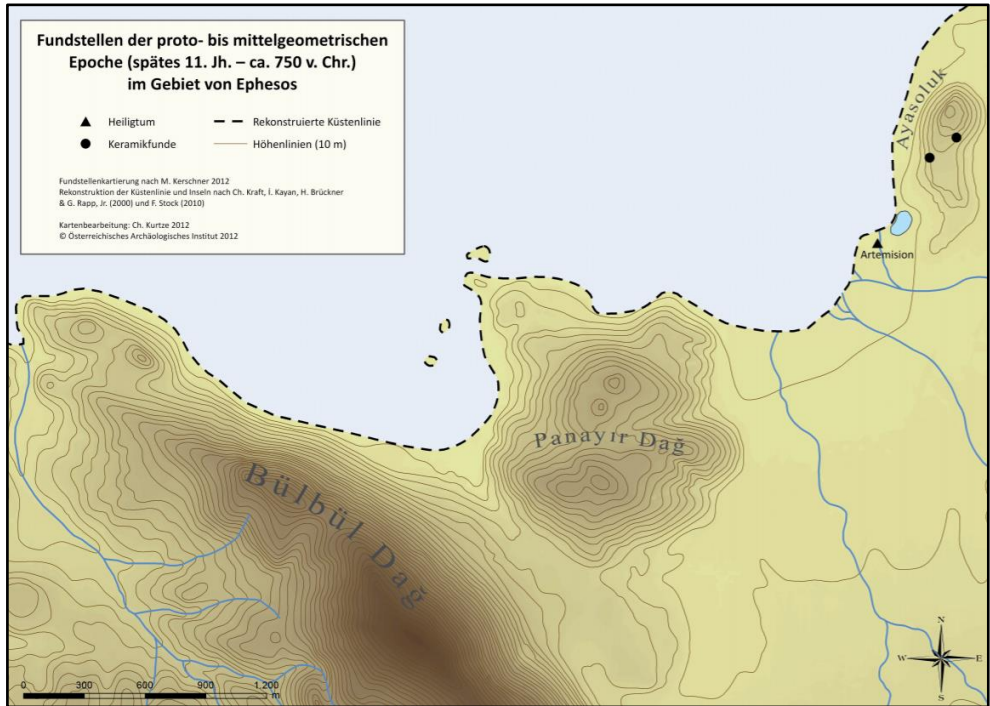 Fundstellen der proto- bis mittelgeometrischen
Epoche (spätes 11. Jh. – ca. 750 v. Chr.)
im Gebiet von Ephesos
Heiligtum
Rekonstruierte Küstenlinie
Keramikfunde
Höhenlinien (10 m)
Fundstellenkartierung nach M. Kerschner 2012
Rekonstruktion der Küstenlinie und Inseln nach Ch. Kraft, İ. Kayan, H. Brückner
& G. Rapp, Jr. (2000) und F. Stock (2010)
Kartenbearbeitung: Ch. Kurtze 2012
© Österreichisches Archäologisches Institut 2012
Ayasoluk
Artemision
Panayır Dağ
Bülbül Dağ
N
W E
S
0 300 600 900 1.200
m